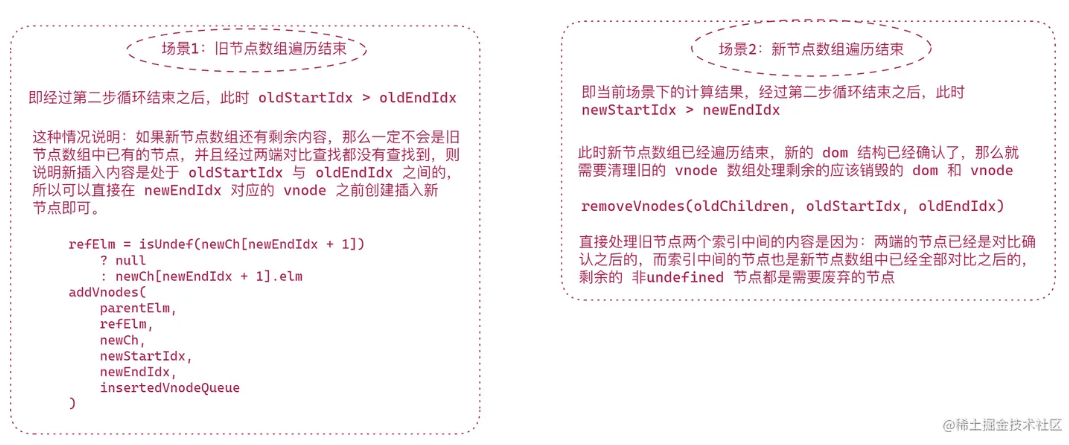 场景1: 旧节点数组遍历结束
即经过第二步循环结束之后，此时 oldStartIdx > oldEndIdx
这种情况说明: 如果新节点数组还有剩余内容，那么一定不会是旧
节点数组中已有的节点，并且经过两端对比查找都没有查找到，则
说明新插入内容是处于 oldStartIdx 与 oldEndIdx 之间的，
所以可以直接在 newEndIdx 对应的 vnode 之前创建插入新
节点即可。
refElm = isUndef(newCh[newEndIdx + 1])
? null
: newCh[newEndIdx + 1].elm
addVnodes(
parentElm,
refElm,
newCh,
newStartIdx,
newEndIdx,
insertedVnodeQueue
)
场景2: 新节点数组遍历结束
即当前场景下的计算结果，经过第二步循环结束之后，此时
newStartIdx > newEndIdx
此时新节点数组已经遍历结束，新的 dom 结构已经确认了，那么就
需要清理旧的 vnode 数组处理剩余的应该销毁的 dom 和 vnode
removeVnodes(oldChildren, oldStartIdx, oldEndIdx)
直接处理旧节点两个索引中间的内容是因为: 两端的节点已经是对比确
认之后的，而索引中间的节点也是新节点数组中已经全部对比之后的，
剩余的 非undefined 节点都是需要废弃的节点
@稀土掘金技术社区